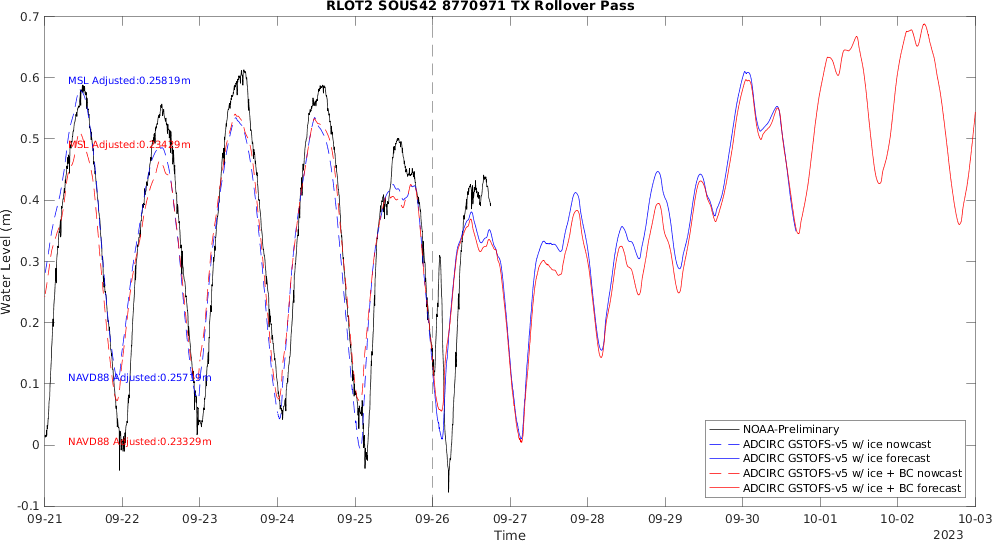 RLOT2 SOUS42 8770971 TX Rollover Pass
0.7
0.6
0.5
0.4
0.3
0.2
0.1
0
-0.1
Water Level (m)
MSL Adjusted:0.25819m
MSL Adjusted:0.23429m
NAVD88 Adjusted:0.25719m
NAVD88 Adjusted:0.23329m
NOAA-Preliminary
ADCIRC GSTOFS-v5 w/ ice nowcast
ADCIRC GSTOFS-v5 w/ ice forecast
ADCIRC GSTOFS-v5 w/ ice + BC nowcast
ADCIRC GSTOFS-v5 w/ ice + BC forecast
09-21 09-22 09-23 09-24 09-25 09-26 09-27 09-28 09-29 09-30 10-01 10-02 10-03
Time
2023